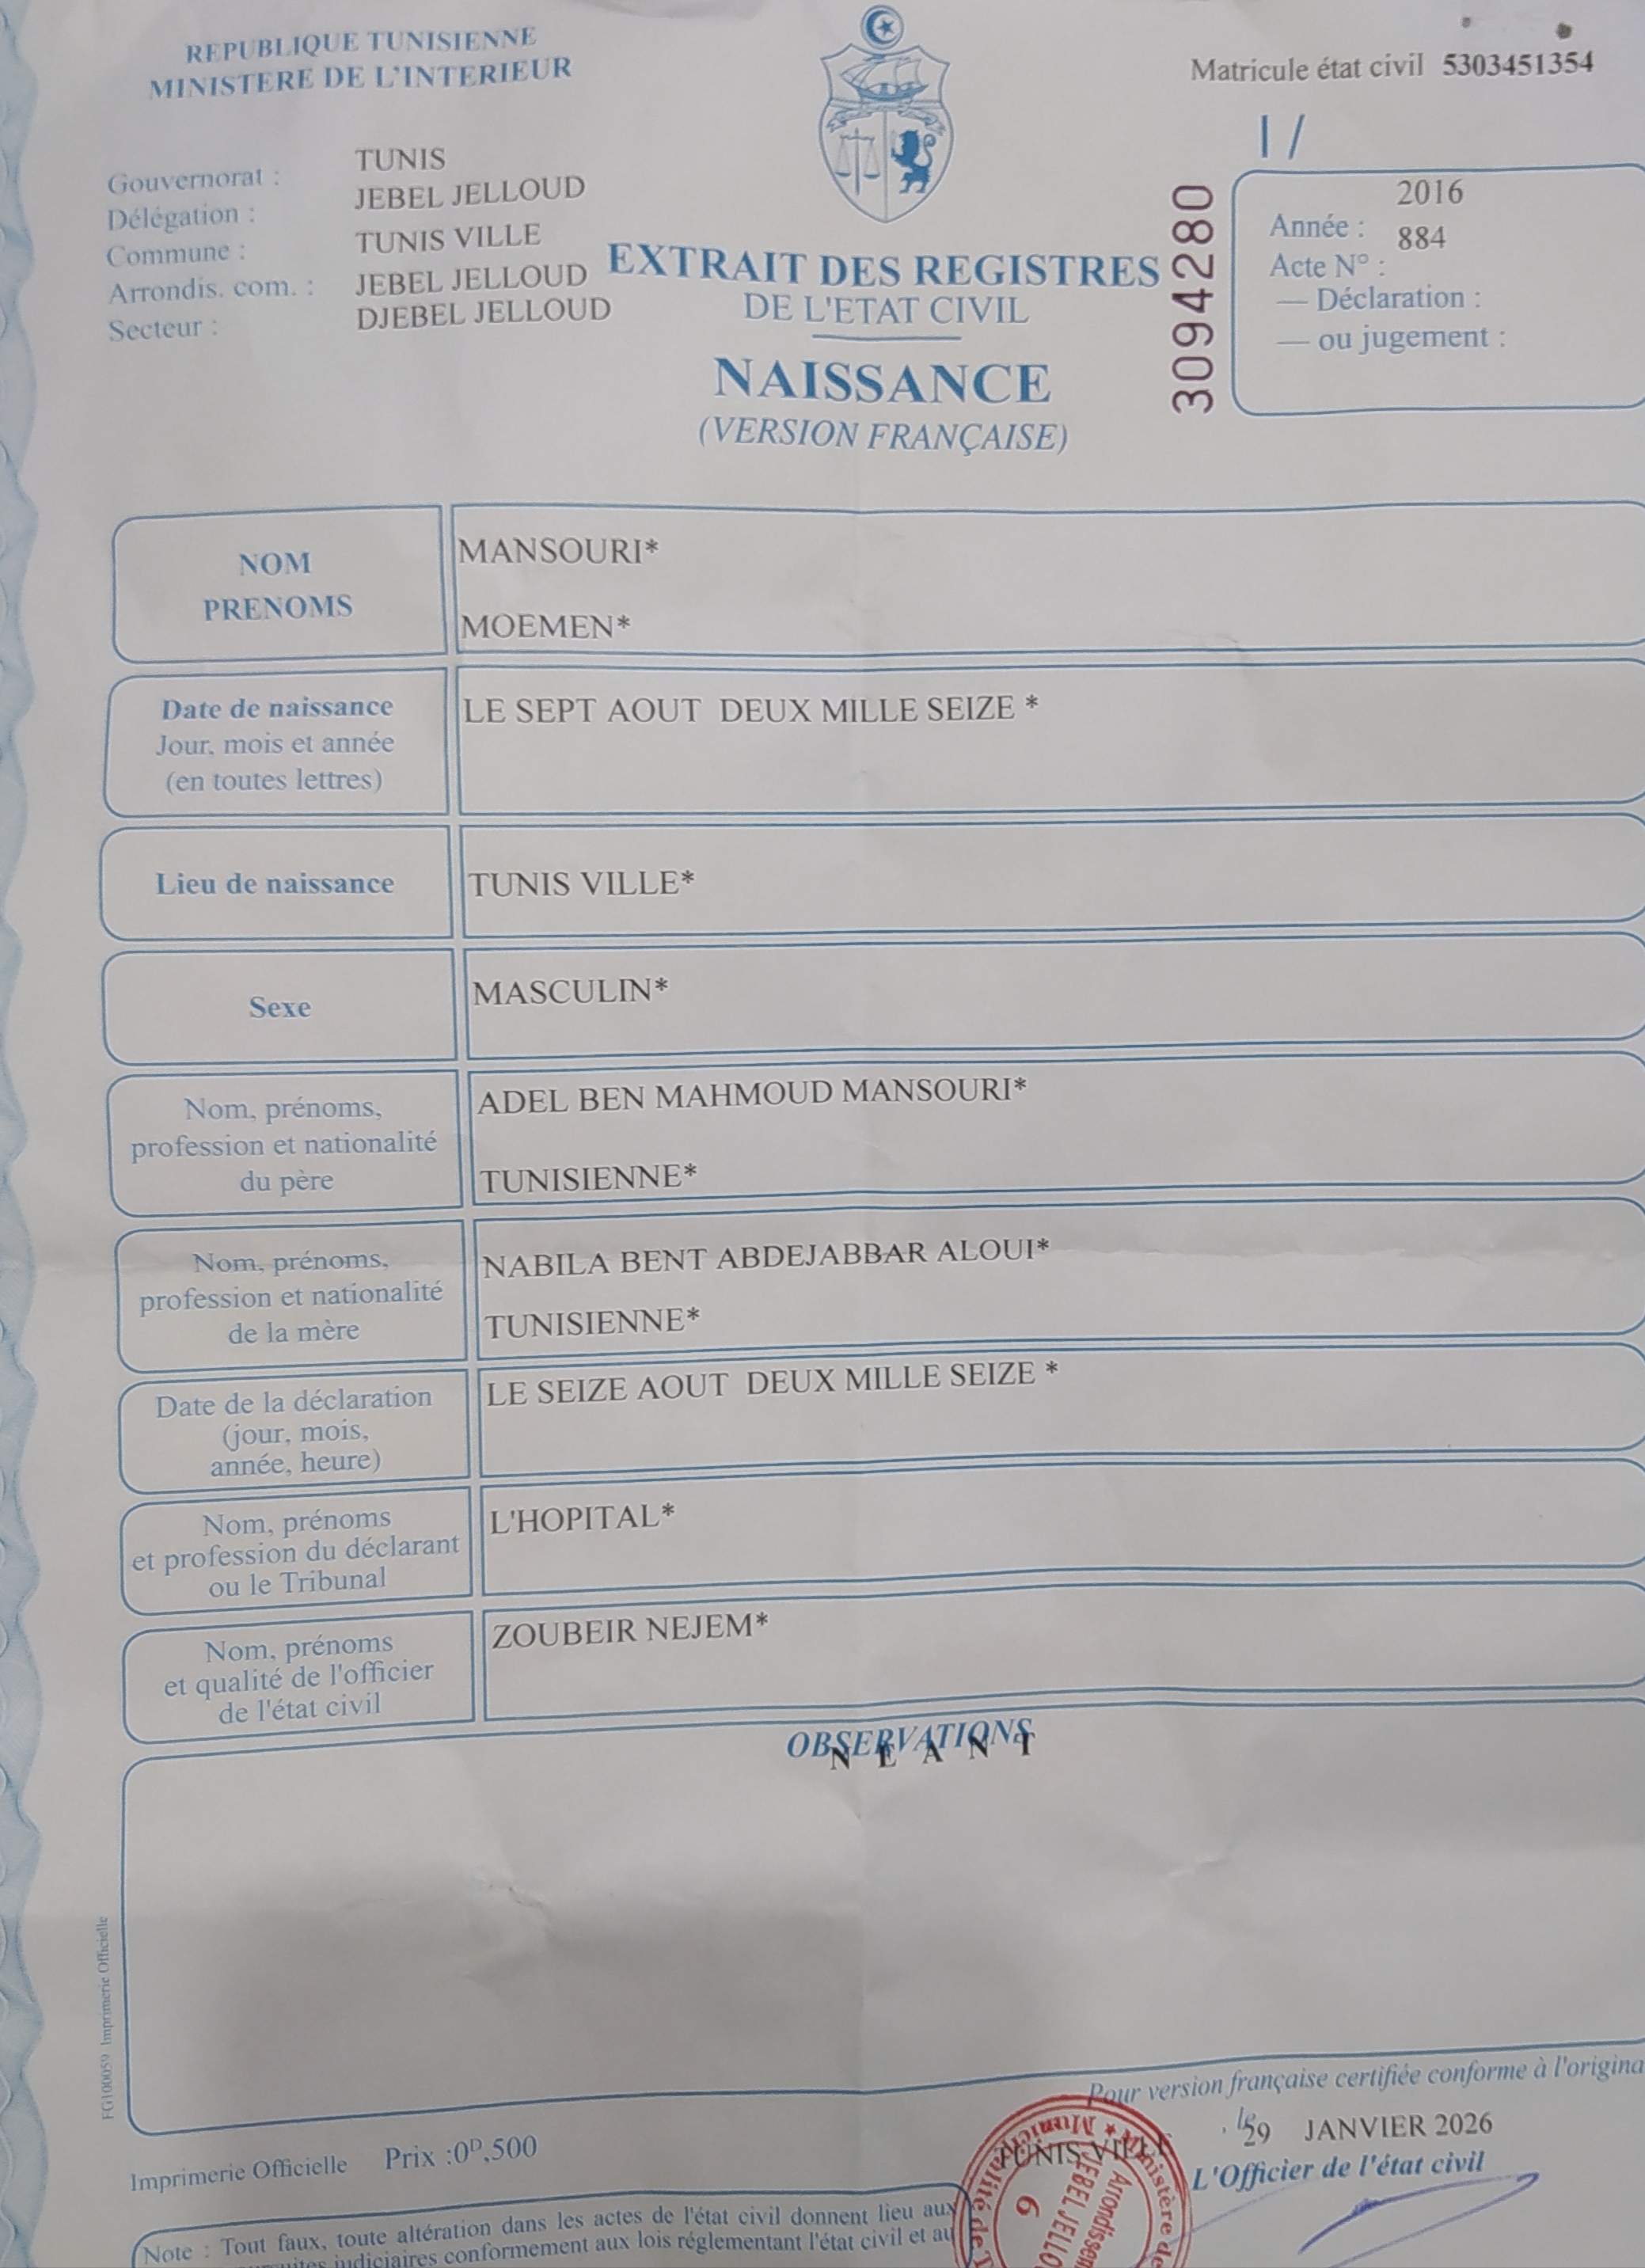 REPUBLIQUE TUNISIENNE
MINISTERE DE L'INTERIEUR
Matricule état civil 5303451354
1/
Gouvernorat : TUNIS
Délégation : JEBEL JELLOUD
Commune : TUNIS VILLE
Arrondis. com. : JEBEL JELLOUD
Secteur : DJEBEL JELLOUD
EXTRAIT DES REGISTRES
DE L'ETAT CIVIL
NAISSANCE
(VERSION FRANÇAISE)
3094280
Année : 2016
Acte N° : 884
— Déclaration :
— ou jugement :
NOM
PRENOMS
MANSOURI*
MOEMEN*
Date de naissance
Jour, mois et année
(en toutes lettres)
LE SEPT AOUT DEUX MILLE SEIZE *
Lieu de naissance
TUNIS VILLE*
Sexe
MASCULIN*
Nom, prénoms,
profession et nationalité
du père
ADEL BEN MAHMOUD MANSOURI*
TUNISIENNE*
Nom, prénoms,
profession et nationalité
de la mère
NABILA BENT ABDEJABBAR ALOUI*
TUNISIENNE*
Date de la déclaration
(jour, mois,
année, heure)
LE SEIZE AOUT DEUX MILLE SEIZE *
Nom, prénoms
et profession du déclarant
ou le Tribunal
L'HOPITAL*
Nom, prénoms
et qualité de l'officier
de l'état civil
ZOUBEIR NEJEM*
OBSERVATIONS
N E A N T
FG100059 Imprimerie Officielle
Pour version française certifiée conforme à l'origina
TUNIS VILLE le 29 JANVIER 2026
L'Officier de l'état civil
Imprimerie Officielle Prix :0ᴰ,500
Note : Tout faux, toute altération dans les actes de l'état civil donnent lieu aux
judiciaires conformement aux lois réglementant l'état civil et au
6